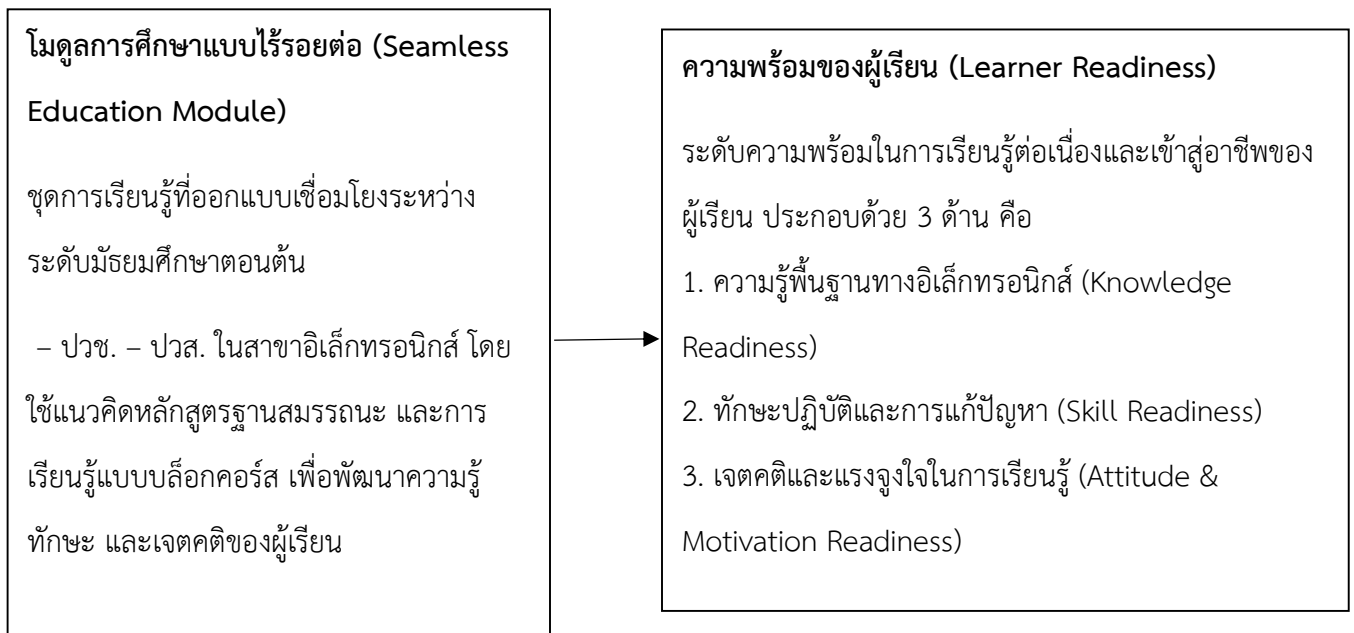 โมดูลการศึกษาแบบไร้รอยต่อ (Seamless
Education Module)
ชุดการเรียนรู้ที่ออกแบบเชื่อมโยงระหว่าง
ระดับมัธยมศึกษาตอนต้น
– ปวช. – ปวส. ในสาขาอิเล็กทรอนิกส์ โดย
ใช้แนวคิดหลักสูตรฐานสมรรถนะ และการ
เรียนรู้แบบบล็อกคอร์ส เพื่อพัฒนาความรู้
ทักษะ และเจตคติของผู้เรียน
ความพร้อมของผู้เรียน (Learner Readiness)
ระดับความพร้อมในการเรียนรู้ต่อเนื่องและเข้าสู่อาชีพของ
ผู้เรียน ประกอบด้วย 3 ด้าน คือ
1. ความรู้พื้นฐานทางอิเล็กทรอนิกส์ (Knowledge
Readiness)
2. ทักษะปฏิบัติและการแก้ปัญหา (Skill Readiness)
3. เจตคติและแรงจูงใจในการเรียนรู้ (Attitude &
Motivation Readiness)